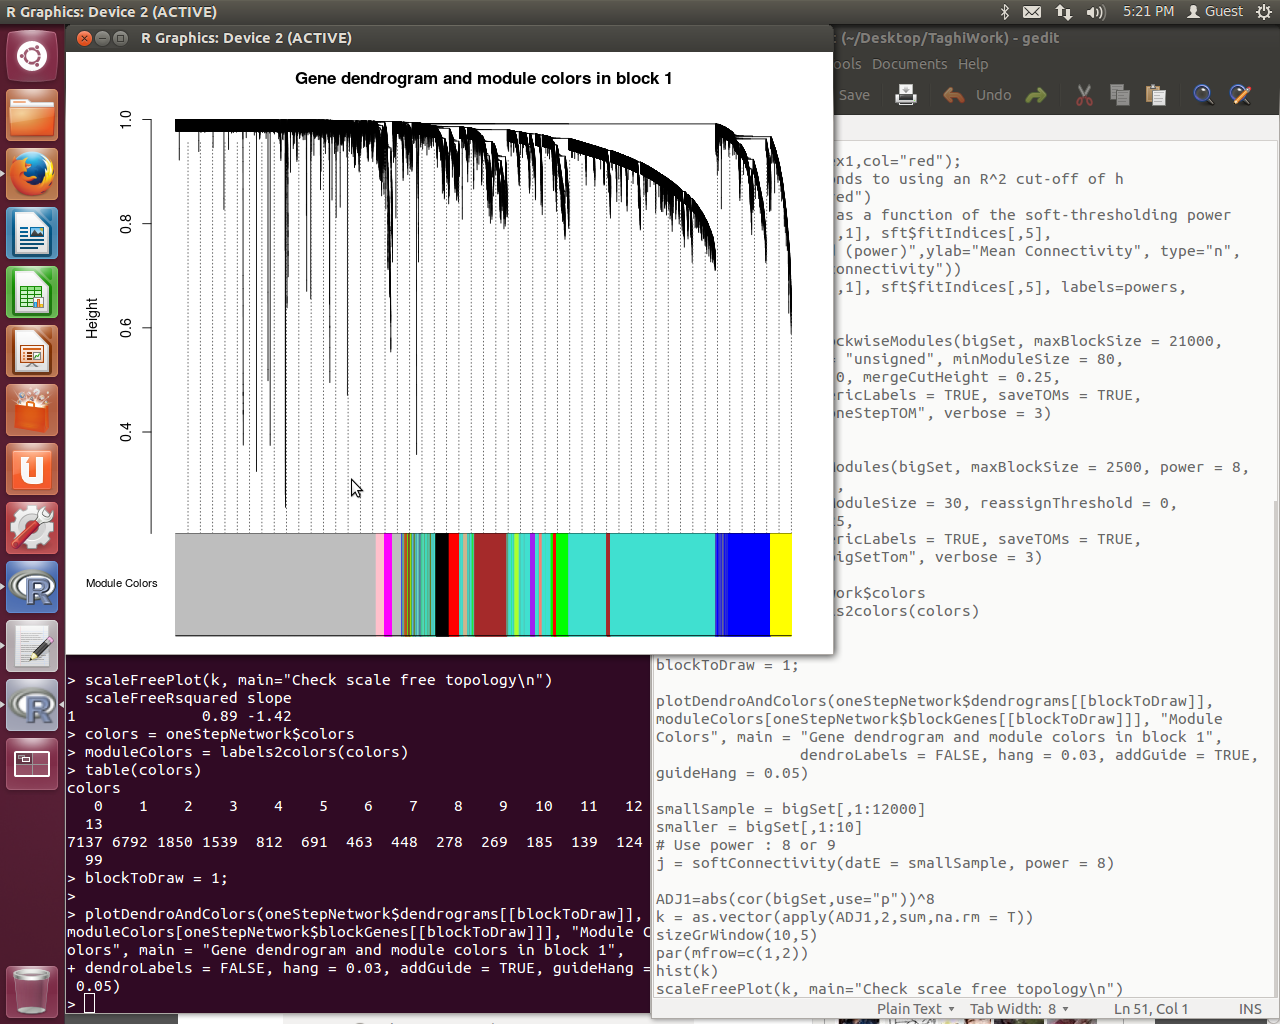 R Graphics: Device 2 (ACTIVE)
5:21 PM
Guest
R Graphics: Device 2 (ACTIVE)
(~/Desktop/TaghiWork) - gedit
Documents Help
Save
Undo
Gene dendrogram and module colors in block 1
Height
1.0
0.8
0.6
0.4
Module Colors
ex1,col="red");
onds to using an R^2 cut-off of h
ed")
as a function of the soft-thresholding power
,1], sft$fitIndices[,5],
(power)",ylab="Mean Connectivity", type="n",
onnectivity"))
,1], sft$fitIndices[,5], labels=powers,
ockwiseModules(bigSet, maxBlockSize = 21000,
= "unsigned", minModuleSize = 80,
0, mergeCutHeight = 0.25,
ericLabels = TRUE, saveTOMs = TRUE,
oneStepTOM", verbose = 3)
Modules(bigSet, maxBlockSize = 2500, power = 8,
,
ModuleSize = 30, reassignThreshold = 0,
5,
ericLabels = TRUE, saveTOMs = TRUE,
bigSetTom", verbose = 3)
work$colors
ls2colors(colors)
blockToDraw = 1;
plotDendroAndColors(oneStepNetwork$dendrograms[[blockToDraw]],
moduleColors[oneStepNetwork$blockGenes[[blockToDraw]]], "Module
Colors", main = "Gene dendrogram and module colors in block 1",
dendroLabels = FALSE, hang = 0.03, addGuide = TRUE,
guideHang = 0.05)
smallSample = bigSet[,1:12000]
smaller = bigSet[,1:10]
# Use power : 8 or 9
j = softConnectivity(datE = smallSample, power = 8)
ADJ1=abs(cor(bigSet,use="p"))^8
k = as.vector(apply(ADJ1,2,sum,na.rm = T))
sizeGrWindow(10,5)
par(mfrow=c(1,2))
hist(k)
scaleFreePlot(k, main="Check scale free topology\n")
Plain Text Tab Width: 8 Ln 51, Col 1 INS
> scaleFreePlot(k, main="Check scale free topology\n")
scaleFreeRsquared slope
1 0.89 -1.42
> colors = oneStepNetwork$colors
> moduleColors = labels2colors(colors)
> table(colors)
colors
0 1 2 3 4 5 6 7 8 9 10 11 12
13
7137 6792 1850 1539 812 691 463 448 278 269 185 139 124
99
> blockToDraw = 1;
>
> plotDendroAndColors(oneStepNetwork$dendrograms[[blockToDraw]],
moduleColors[oneStepNetwork$blockGenes[[blockToDraw]]], "Module C
olors", main = "Gene dendrogram and module colors in block 1",
+ dendroLabels = FALSE, hang = 0.03, addGuide = TRUE, guideHang =
0.05)
>